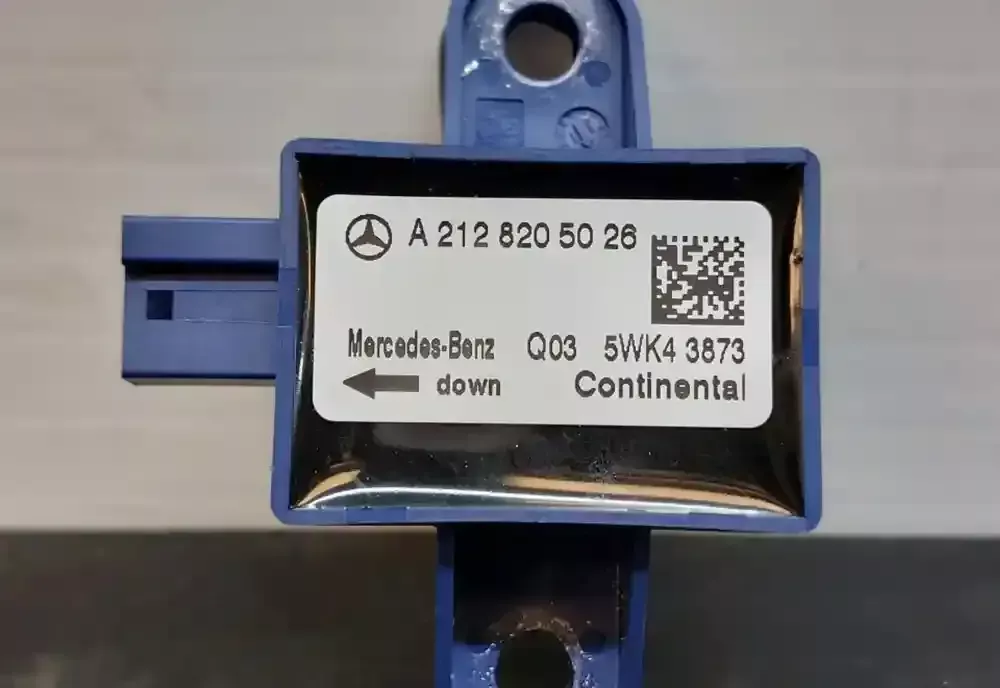 A 212 820 50 26
Mercedes-Benz Q03 5WK4 3873
down Continental